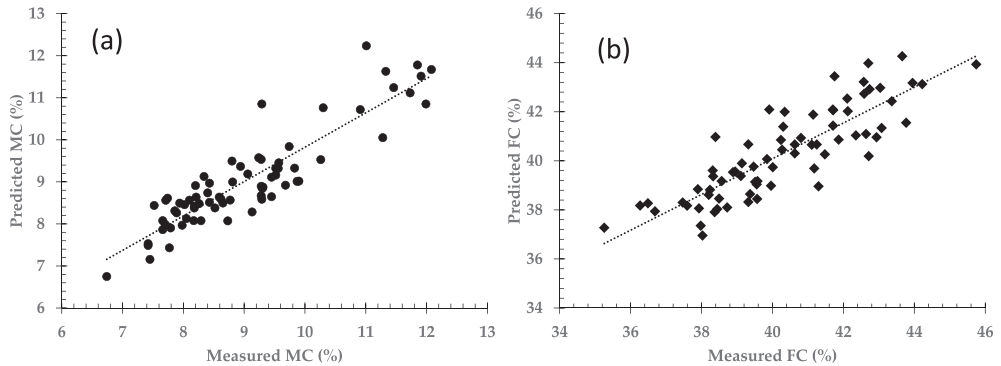 (a)
Predicted MC (%)
13
12
11
10
9
8
7
6
6 7 8 9 10 11 12 13
Measured MC (%)
(b)
Predicted FC (%)
46
44
42
40
38
36
34
34 36 38 40 42 44 46
Measured FC (%)